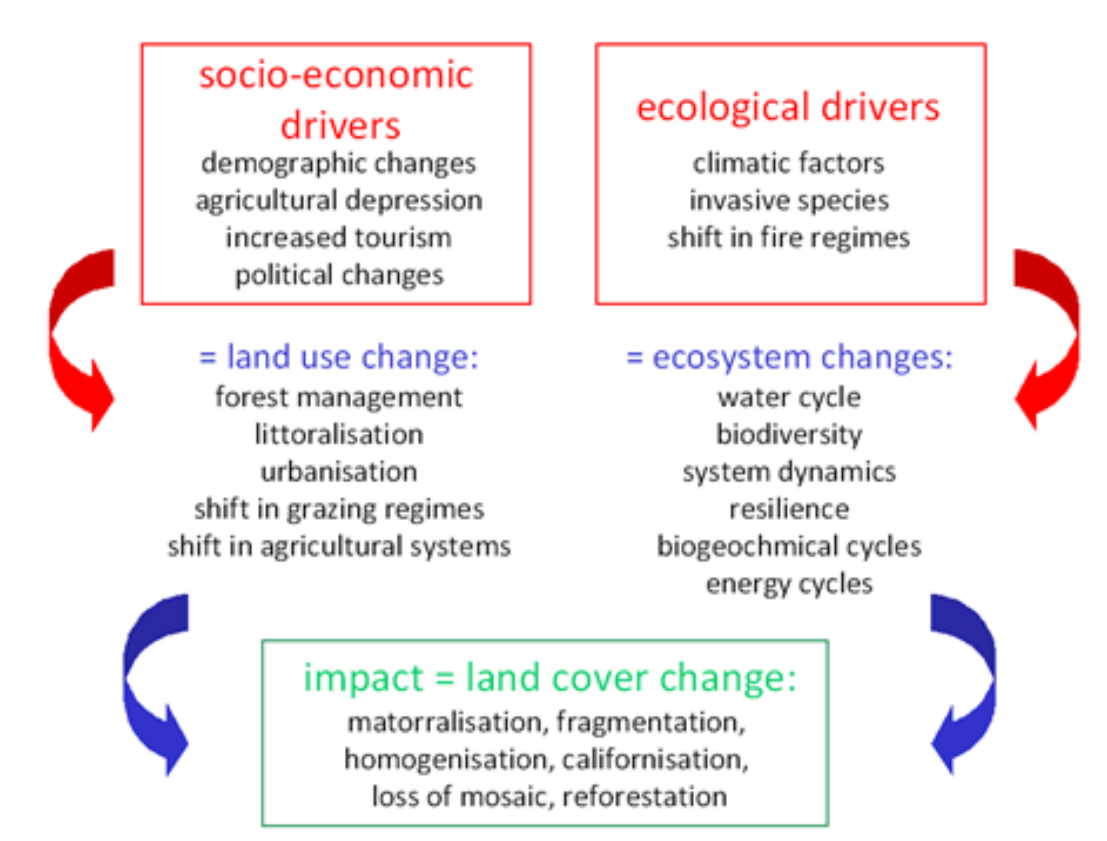 socio-economic
drivers
demographic changes
agricultural depression
increased tourism
political changes
ecological drivers
climatic factors
invasive species
shift in fire regimes
= land use change:
forest management
littoralisation
urbanisation
shift in grazing regimes
shift in agricultural systems
= ecosystem changes:
water cycle
biodiversity
system dynamics
resilience
biogeochmical cycles
energy cycles
impact = land cover change:
matorralisation, fragmentation,
homogenisation, californisation,
loss of mosaic, reforestation